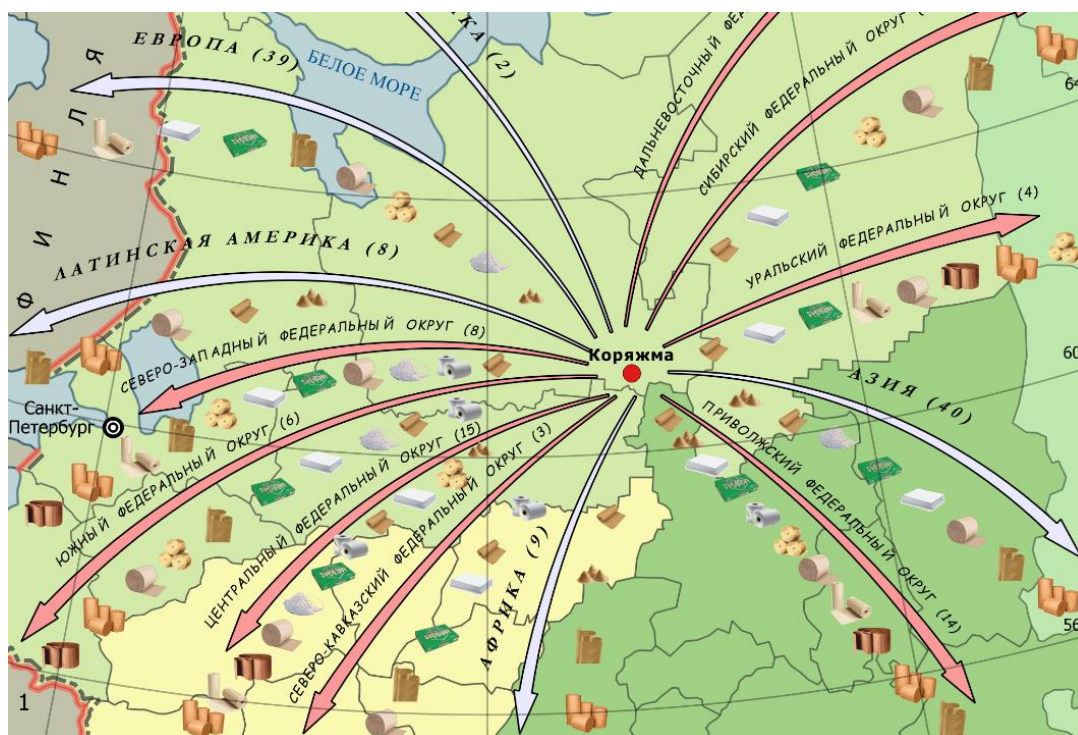 ЕВРОПА (39)
КА (2)
ДАЛЬНЕВОСТОЧНЫЙ ФЕД
СИБИРСКИЙ ФЕДЕРАЛЬНЫЙ ОКРУГ (
БЕЛОЕ МОРЕ
ФИНЛЯ
64
УРАЛЬСКИЙ ФЕДЕРАЛЬНЫЙ ОКРУГ (4)
ЛАТИНСКАЯ АМЕРИКА (8)
СЕВЕРО-ЗАПАДНЫЙ ФЕДЕРАЛЬНЫЙ ОКРУГ (8)
Коряжма
60
АЗИЯ (40)
Санкт-
Петербург
ПРИВОЛЖСКИЙ ФЕДЕРАЛЬНЫЙ ОКРУГ (14)
ЮЖНЫЙ ФЕДЕРАЛЬНЫЙ ОКРУГ (6)
ЦЕНТРАЛЬНЫЙ ФЕДЕРАЛЬНЫЙ ОКРУГ (15)
СЕВЕРО-КАВКАЗСКИЙ ФЕДЕРАЛЬНЫЙ ОКРУГ (3)
АФРИКА (9)
56
1